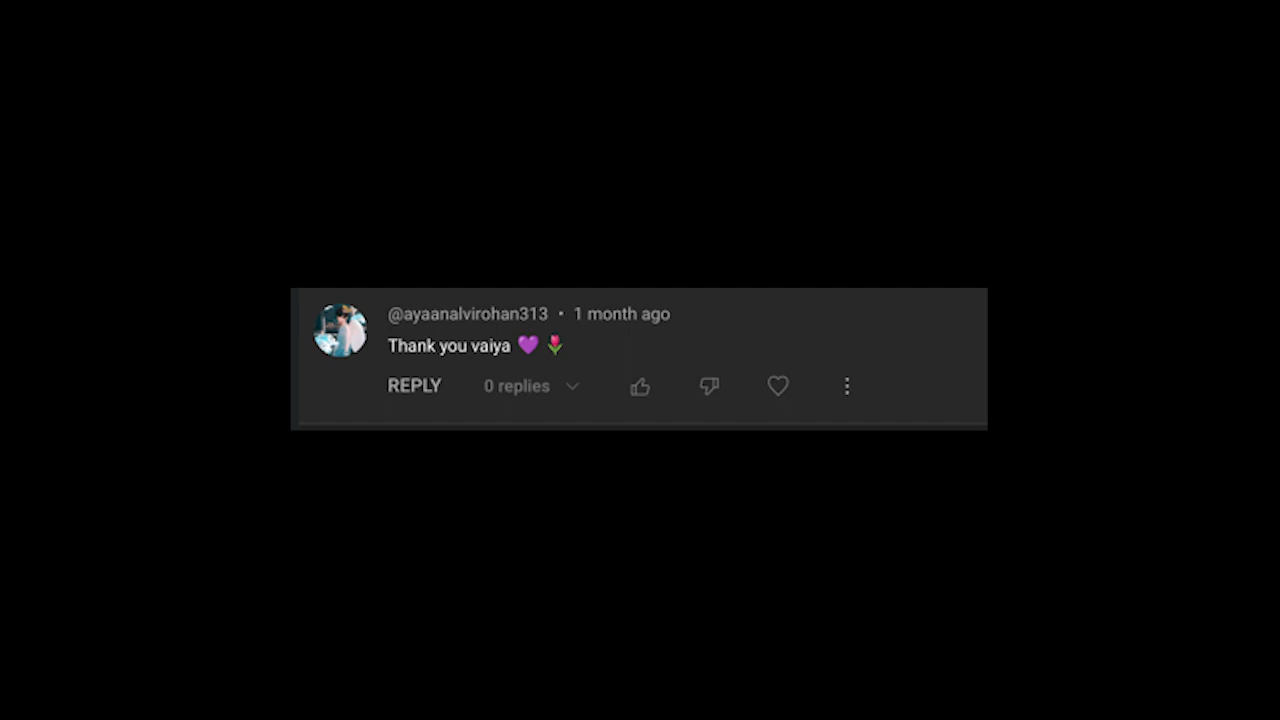 @ayaanalvirohan313 • 1 month ago
Thank you vaiya 💜 🌷
REPLY 0 replies